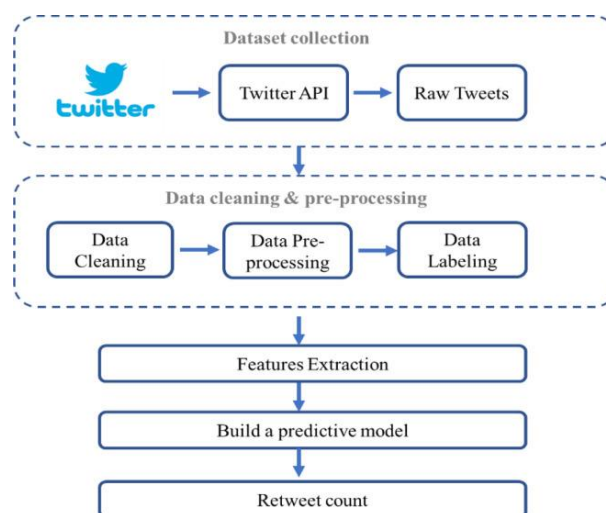 Dataset collection
twitter
Twitter API
Raw Tweets
Data cleaning & pre-processing
Data
Cleaning
Data Pre-
processing
Data
Labeling
Features Extraction
Build a predictive model
Retweet count